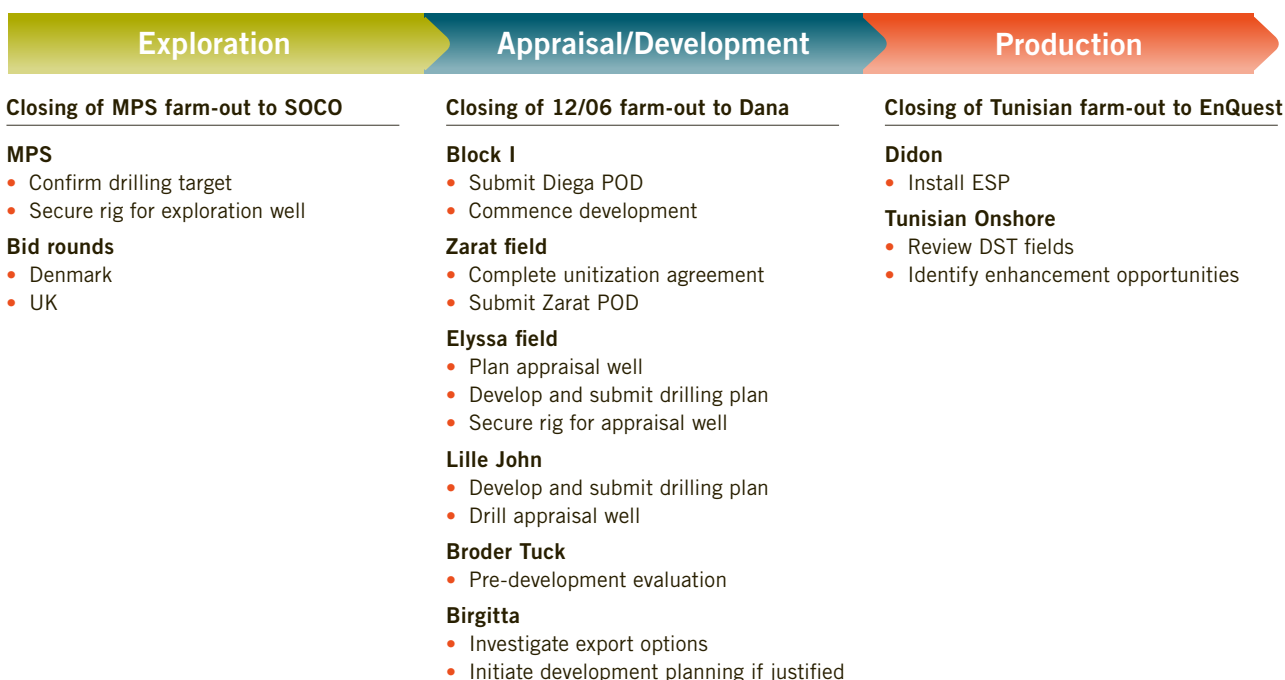 Exploration
Appraisal/Development
Production
Closing of MPS farm-out to SOCO
MPS
• Confirm drilling target
• Secure rig for exploration well
Bid rounds
• Denmark
• UK
Closing of 12/06 farm-out to Dana
Block I
• Submit Diega POD
• Commence development
Zarat field
• Complete unitization agreement
• Submit Zarat POD
Elyssa field
• Plan appraisal well
• Develop and submit drilling plan
• Secure rig for appraisal well
Lille John
• Develop and submit drilling plan
• Drill appraisal well
Broder Tuck
• Pre-development evaluation
Birgitta
• Investigate export options
• Initiate development planning if justified
Closing of Tunisian farm-out to EnQuest
Didon
• Install ESP
Tunisian Onshore
• Review DST fields
• Identify enhancement opportunities